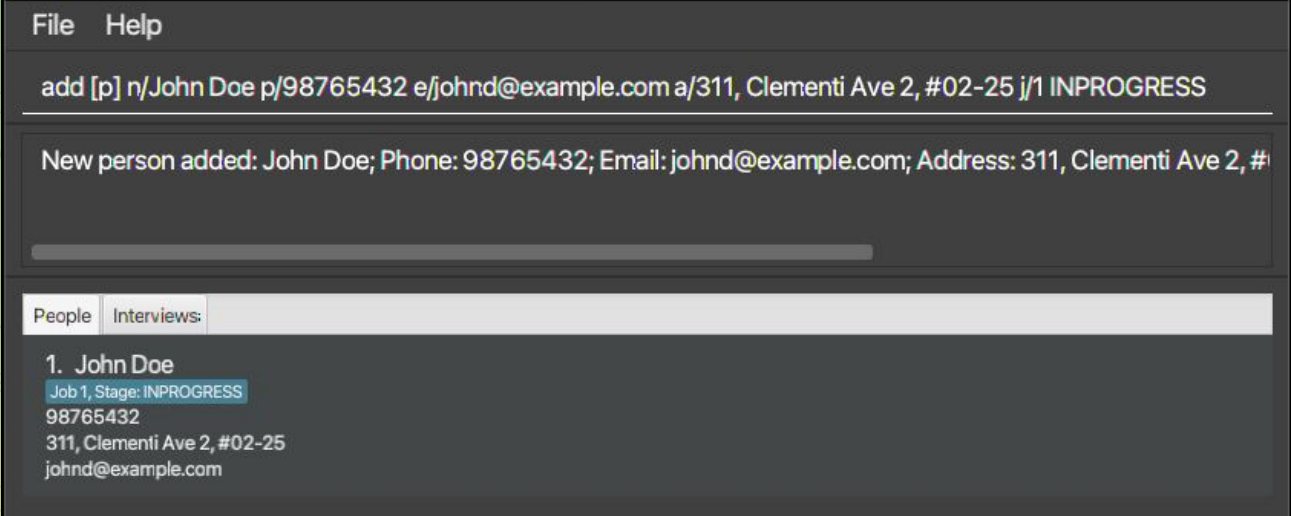 File Help
add [p] n/John Doe p/98765432 e/johnd@example.com a/311, Clementi Ave 2, #02-25 j/1 INPROGRESS
New person added: John Doe; Phone: 98765432; Email: johnd@example.com; Address: 311, Clementi Ave 2, #
People Interviews
1. John Doe
Job 1, Stage: INPROGRESS
98765432
311, Clementi Ave 2, #02-25
johnd@example.com